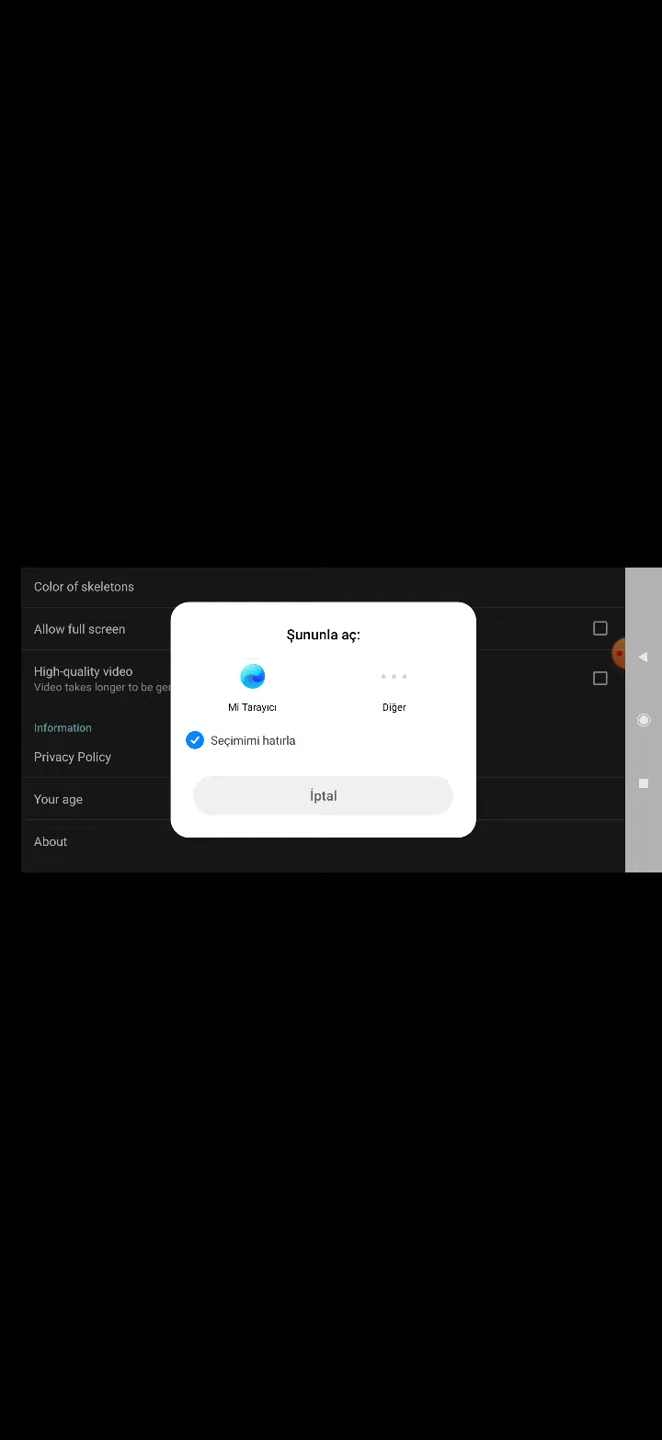 Color of skeletons
Allow full screen
High-quality video
Video takes longer to be ger
Information
Privacy Policy
Your age
About
Şununla aç:
Mi Tarayıcı
Diğer
Seçimimi hatırla
İptal